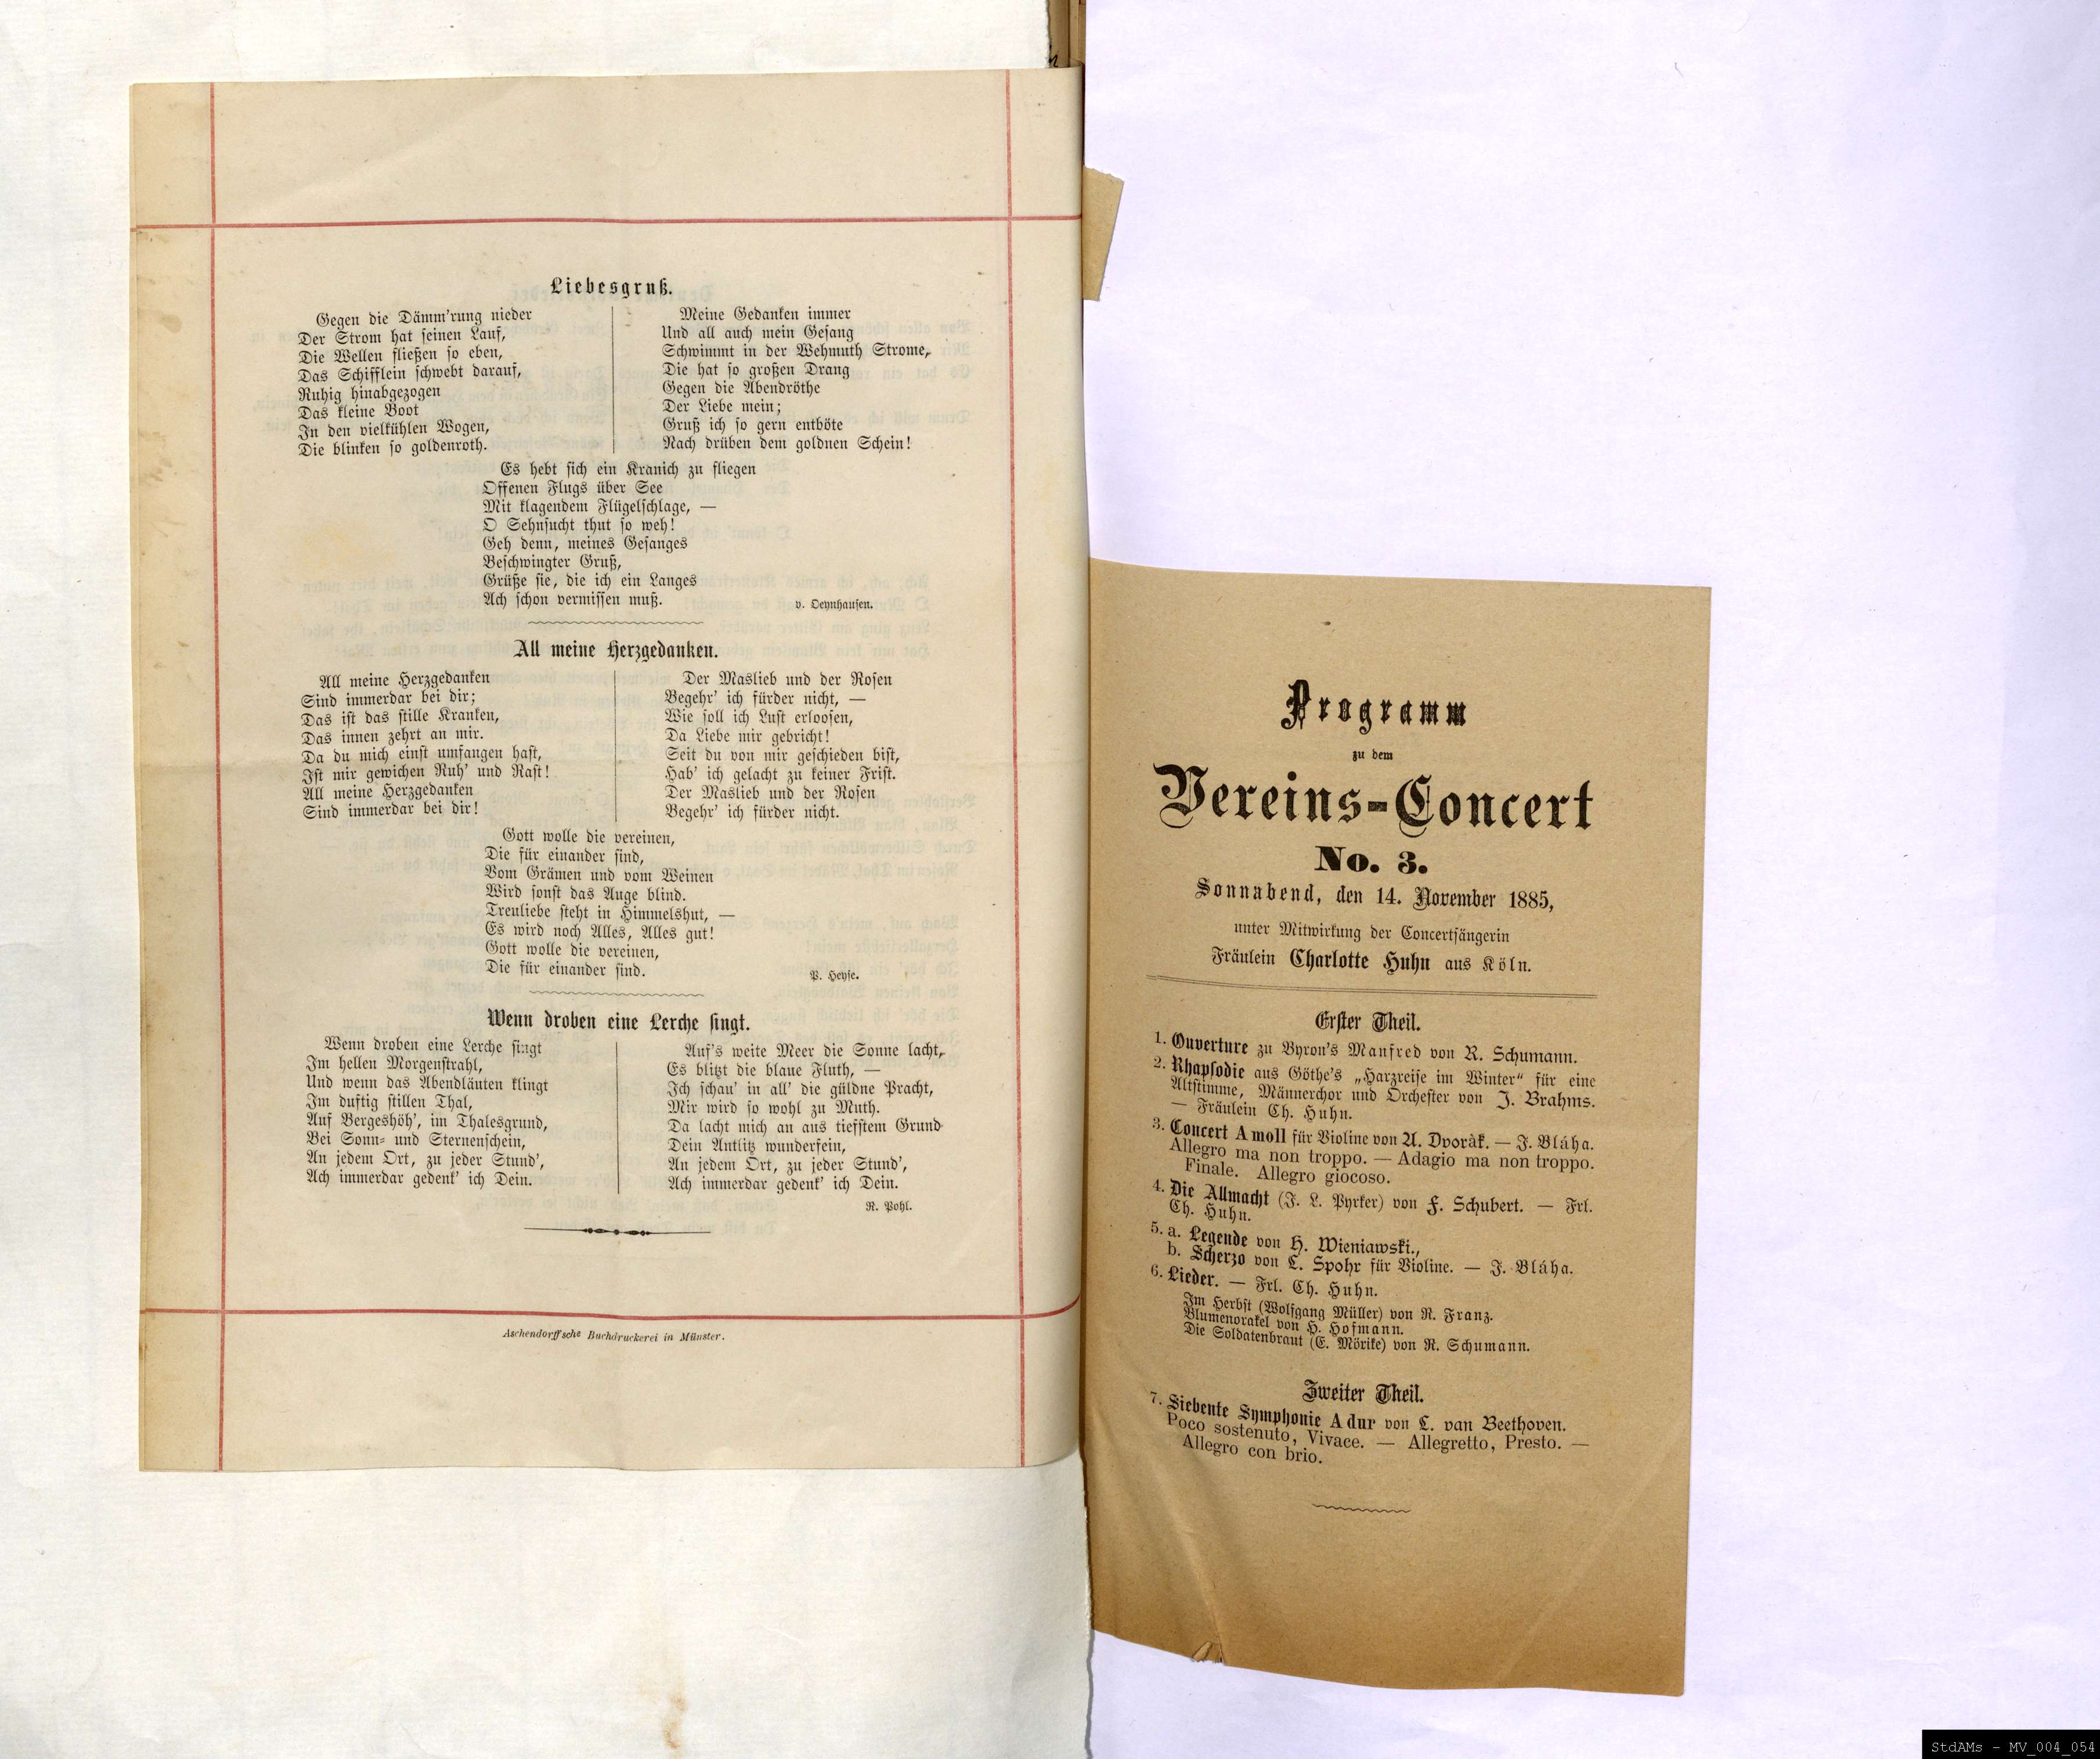 Liebesgruß.
Gegen die Dämm'rung nieder
Der Strom hat seinen Lauf,
Die Wellen fließen so eben,
Das Schifflein schwebt darauf,
Ruhig hinabgezogen
Das kleine Boot
In den vielkühlen Wogen,
Die blinken so goldenroth.
Meine Gedanken immer
Und all auch mein Gesang
Schwimmt in der Wehmuth Strome,
Die hat so großen Drang
Gegen die Abendröthe
Der Liebe mein;
Gruß ich so gern entböte
Nach drüben dem goldnen Schein!
Es hebt sich ein Kranich zu fliegen
Offenen Flugs über See
Mit klagendem Flügelschlage, —
O Sehnsucht thut so weh!
Geh denn, meines Gesanges
Beschwingter Gruß,
Grüße sie, die ich ein Langes
Ach schon vermissen muß.
v. Oeynhausen.
All meine Herzgedanken.
All meine Herzgedanken
Sind immerdar bei dir;
Das ist das stille Kranken,
Das innen zehrt an mir.
Da du mich einst umfangen hast,
Ist mir gewichen Ruh' und Rast!
All meine Herzgedanken
Sind immerdar bei dir!
Der Maslieb und der Rosen
Begehr' ich fürder nicht, —
Wie soll ich Lust erloosen,
Da Liebe mir gebricht!
Seit du von mir geschieden bist,
Hab' ich gelacht zu keiner Frist.
Der Maslieb und der Rosen
Begehr' ich fürder nicht.
Gott wolle die vereinen,
Die für einander sind,
Vom Grämen und vom Weinen
Wird sonst das Auge blind.
Treuliebe steht in Himmelshut, —
Es wird noch Alles, Alles gut!
Gott wolle die vereinen,
Die für einander sind.
P. Heyse.
Wenn droben eine Lerche singt.
Wenn droben eine Lerche singt
Im hellen Morgenstrahl,
Und wenn das Abendläuten klingt
Im duftig stillen Thal,
Auf Bergeshöh', im Thalesgrund,
Bei Sonn- und Sternenschein,
An jedem Ort, zu jeder Stund',
Ach immerdar gedenk' ich Dein.
Auf's weite Meer die Sonne lacht,
Es blitzt die blaue Fluth, —
Ich schau' in all' die güldne Pracht,
Mir wird so wohl zu Muth.
Da lacht mich an aus tiefstem Grund
Dein Antlitz wunderfein,
An jedem Ort, zu jeder Stund',
Ach immerdar gedenk' ich Dein.
R. Pohl.
Aschendorff'sche Buchdruckerei in Münster.
Programm
zu dem
Vereins-Concert
No. 3.
Sonnabend, den 14. November 1885,
unter Mitwirkung der Concertsängerin
Fräulein Charlotte Huhn aus Köln.
Erster Theil.
1. Ouverture zu Byron's Manfred von R. Schumann.
2. Rhapsodie aus Göthe's „Harzreise im Winter“ für eine
Altstimme, Männerchor und Orchester von J. Brahms.
— Fräulein Ch. Huhn.
3. Concert A moll für Violine von A. Dvoràk. — J. Bláha.
Allegro ma non troppo. — Adagio ma non troppo.
Finale. Allegro giocoso.
4. Die Allmacht (J. L. Pyrker) von F. Schubert. — Frl.
Ch. Huhn.
5. a. Legende von H. Wieniawski.,
b. Scherzo von L. Spohr für Violine. — J. Bláha.
6. Lieder. — Frl. Ch. Huhn.
Im Herbst (Wolfgang Müller) von R. Franz.
Blumenorakel von H. Hofmann.
Die Soldatenbraut (E. Mörike) von R. Schumann.
Zweiter Theil.
7. Siebente Symphonie A dur von L. van Beethoven.
Poco sostenuto, Vivace. — Allegretto, Presto. —
Allegro con brio.
StdAMs - MV_004_054